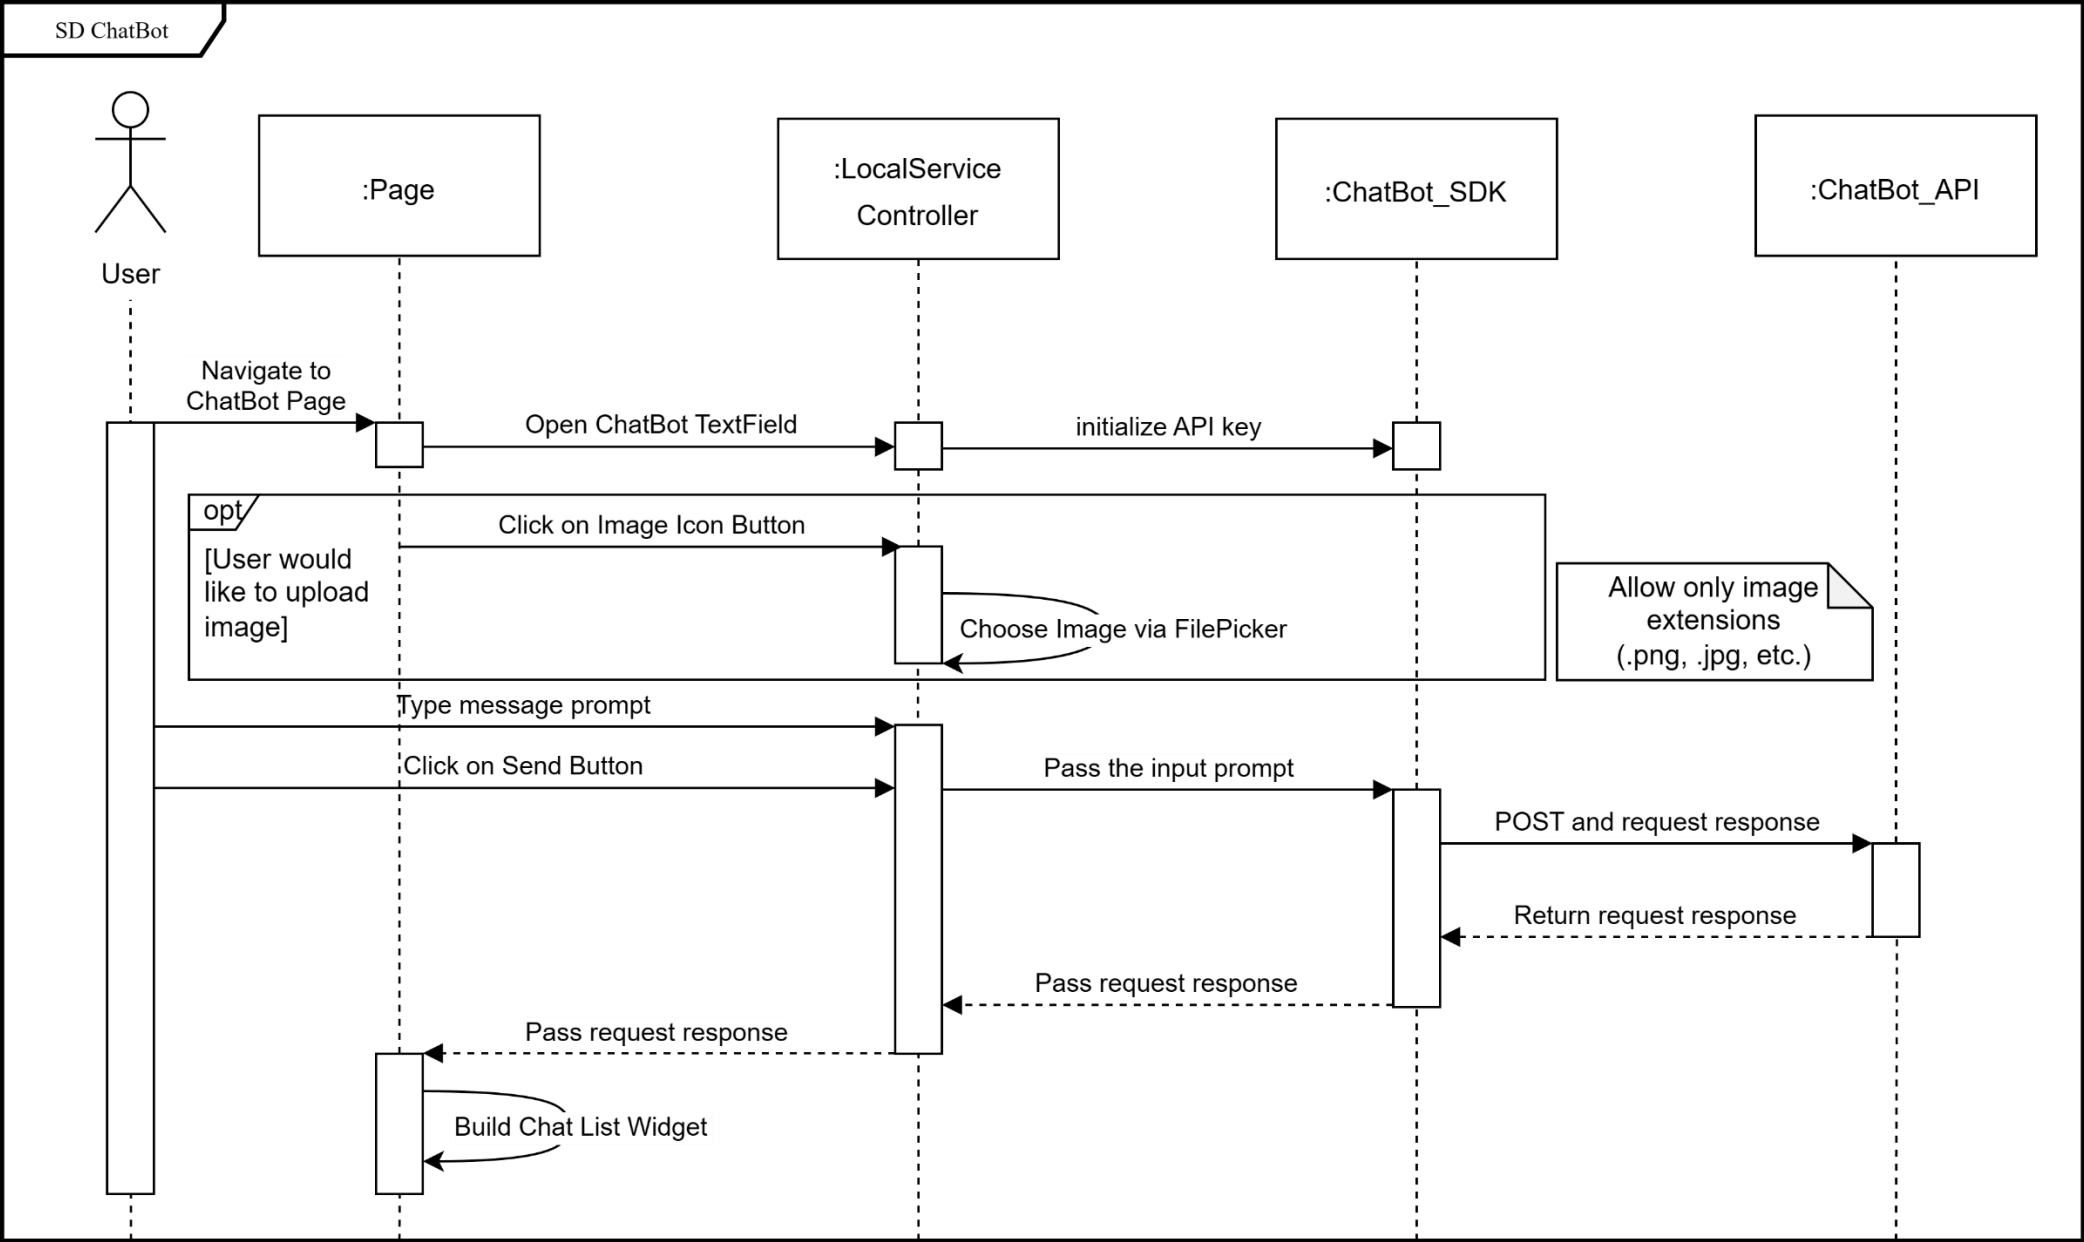 SD ChatBot
User
:Page
:LocalService
Controller
:ChatBot_SDK
:ChatBot_API
Navigate to
ChatBot Page
Open ChatBot TextField
initialize API key
opt
[User would
like to upload
image]
Click on Image Icon Button
Choose Image via FilePicker
Allow only image
extensions
(.png, .jpg, etc.)
Type message prompt
Click on Send Button
Pass the input prompt
POST and request response
Return request response
Pass request response
Pass request response
Build Chat List Widget